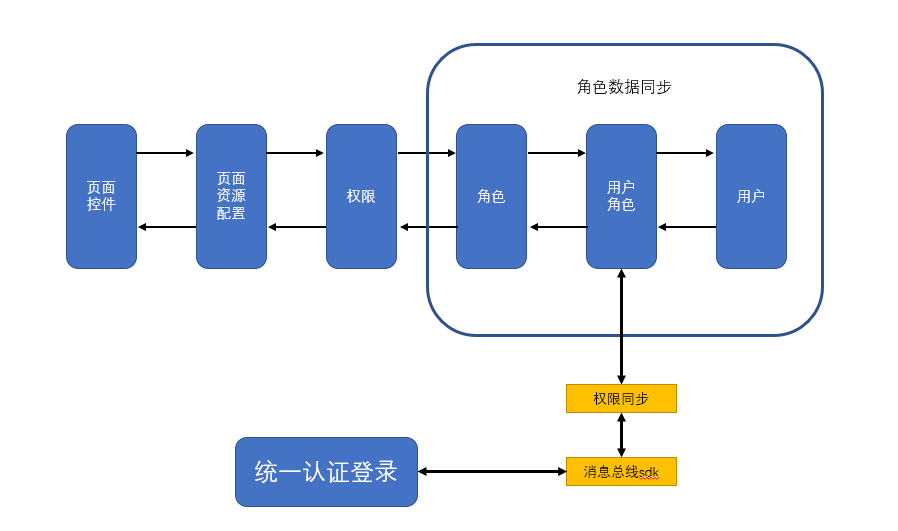 角色数据同步
页面
控件
页面
资源
配置
权限
角色
用户
角色
用户
权限同步
统一认证登录
消息总线sdk